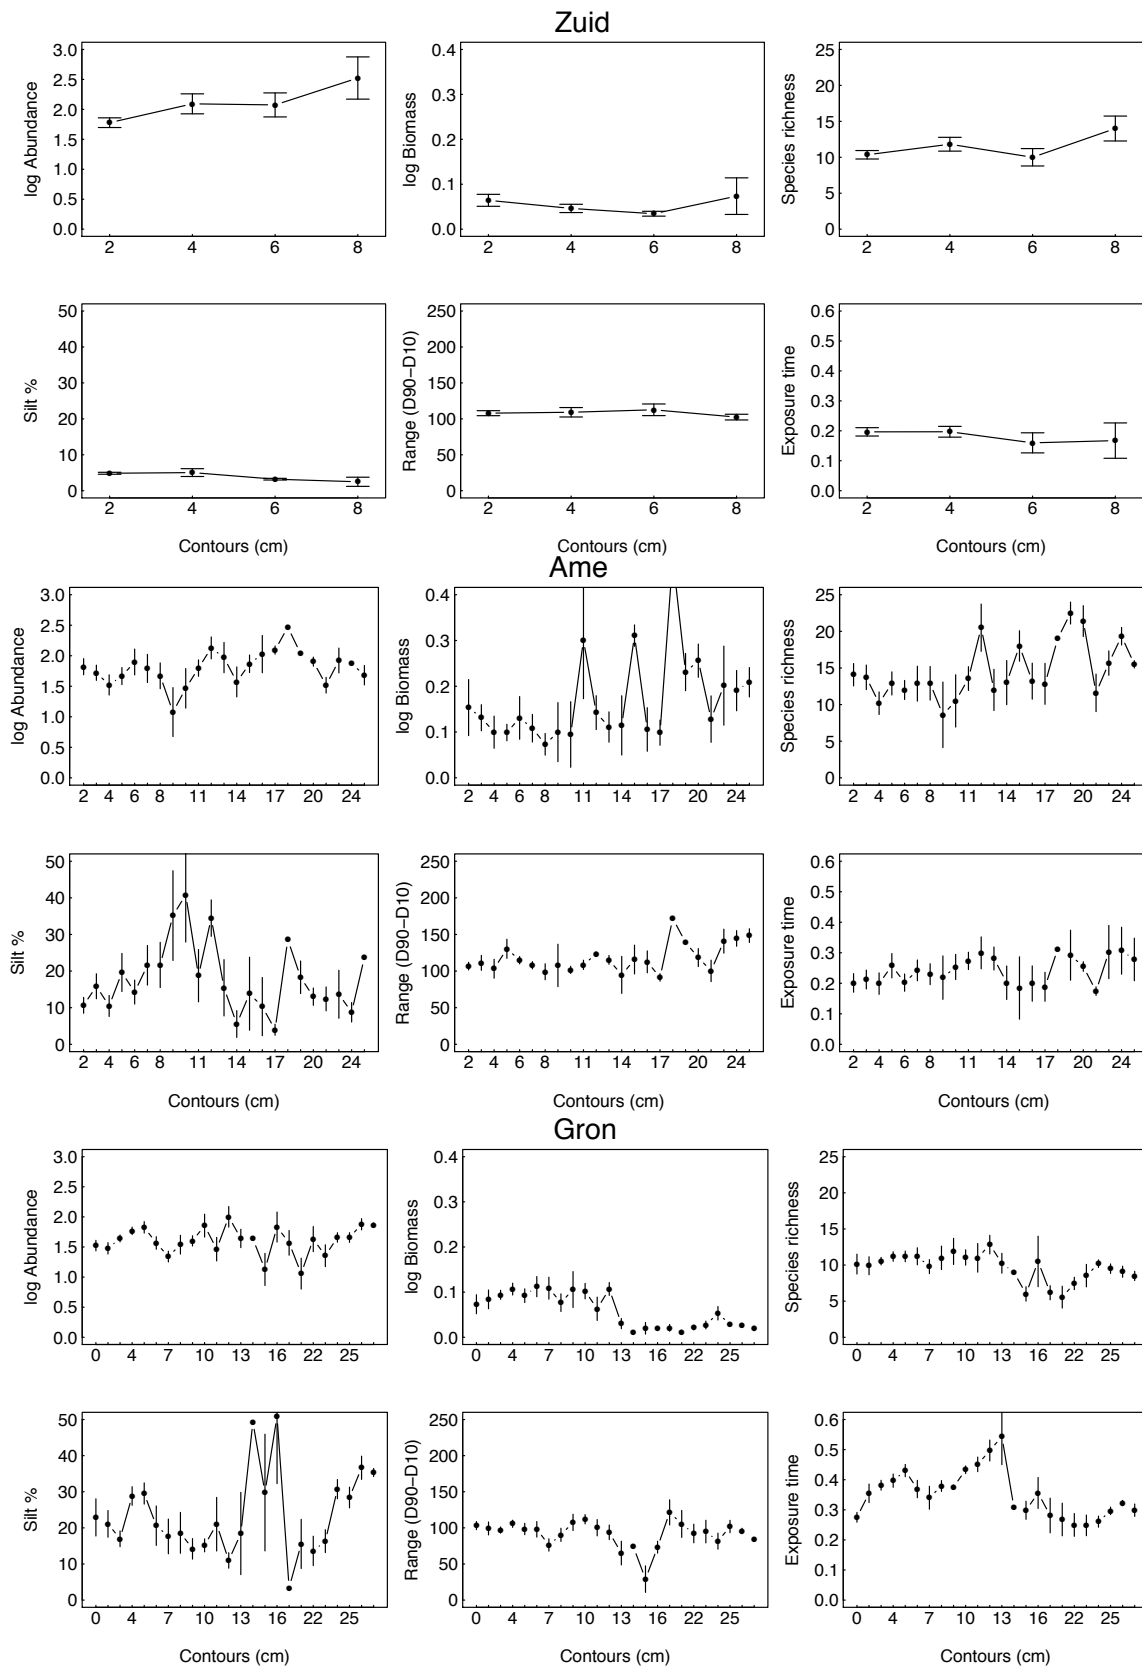 Zuid
log Abundance
3.0
2.5
2.0
1.5
1.0
0.5
0.0
2 4 6 8
log Biomass
0.4
0.3
0.2
0.1
0.0
2 4 6 8
Species richness
25
20
15
10
5
0
2 4 6 8
Silt %
50
40
30
20
10
0
2 4 6 8
Contours (cm)
Range (D90–D10)
250
200
150
100
50
0
2 4 6 8
Contours (cm)
Exposure time
0.6
0.5
0.4
0.3
0.2
0.1
0.0
2 4 6 8
Contours (cm)
Ame
log Abundance
3.0
2.5
2.0
1.5
1.0
0.5
0.0
2 4 6 8 11 14 17 20 24
log Biomass
0.4
0.3
0.2
0.1
0.0
2 4 6 8 11 14 17 20 24
Species richness
25
20
15
10
5
0
2 4 6 8 11 14 17 20 24
Silt %
50
40
30
20
10
0
2 4 6 8 11 14 17 20 24
Contours (cm)
Range (D90–D10)
250
200
150
100
50
0
2 4 6 8 11 14 17 20 24
Contours (cm)
Exposure time
0.6
0.5
0.4
0.3
0.2
0.1
0.0
2 4 6 8 11 14 17 20 24
Contours (cm)
Gron
log Abundance
3.0
2.5
2.0
1.5
1.0
0.5
0.0
0 4 7 10 13 16 22 25
log Biomass
0.4
0.3
0.2
0.1
0.0
0 4 7 10 13 16 22 25
Species richness
25
20
15
10
5
0
0 4 7 10 13 16 22 25
Silt %
50
40
30
20
10
0
0 4 7 10 13 16 22 25
Contours (cm)
Range (D90–D10)
250
200
150
100
50
0
0 4 7 10 13 16 22 25
Contours (cm)
Exposure time
0.6
0.5
0.4
0.3
0.2
0.1
0.0
0 4 7 10 13 16 22 25
Contours (cm)